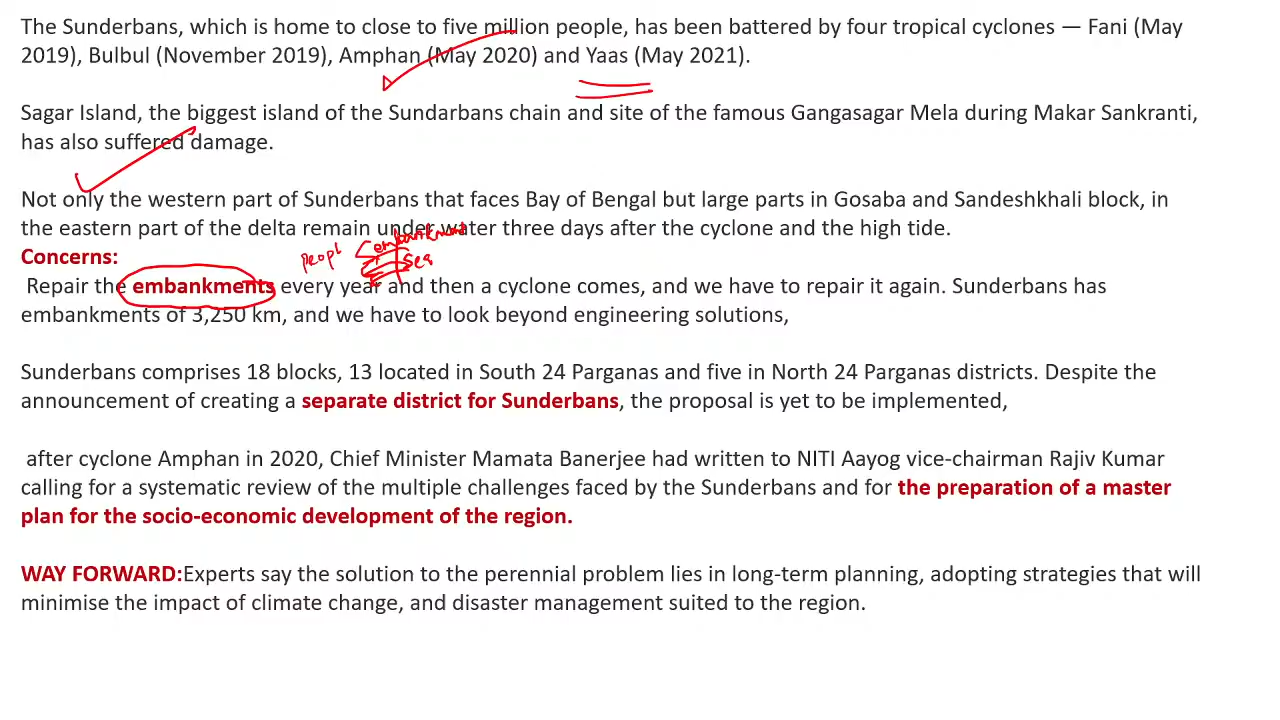 The Sunderbans, which is home to close to five million people, has been battered by four tropical cyclones — Fani (May
2019), Bulbul (November 2019), Amphan (May 2020) and Yaas (May 2021).
Sagar Island, the biggest island of the Sundarbans chain and site of the famous Gangasagar Mela during Makar Sankranti,
has also suffered damage.
Not only the western part of Sunderbans that faces Bay of Bengal but large parts in Gosaba and Sandeshkhali block, in
the eastern part of the delta remain under water three days after the cyclone and the high tide.
embankment
Concerns:
peopl
sea
Repair the embankments every year and then a cyclone comes, and we have to repair it again. Sunderbans has
embankments of 3,250 km, and we have to look beyond engineering solutions,
Sunderbans comprises 18 blocks, 13 located in South 24 Parganas and five in North 24 Parganas districts. Despite the
announcement of creating a separate district for Sunderbans, the proposal is yet to be implemented,
after cyclone Amphan in 2020, Chief Minister Mamata Banerjee had written to NITI Aayog vice-chairman Rajiv Kumar
calling for a systematic review of the multiple challenges faced by the Sunderbans and for the preparation of a master
plan for the socio-economic development of the region.
WAY FORWARD:Experts say the solution to the perennial problem lies in long-term planning, adopting strategies that will
minimise the impact of climate change, and disaster management suited to the region.